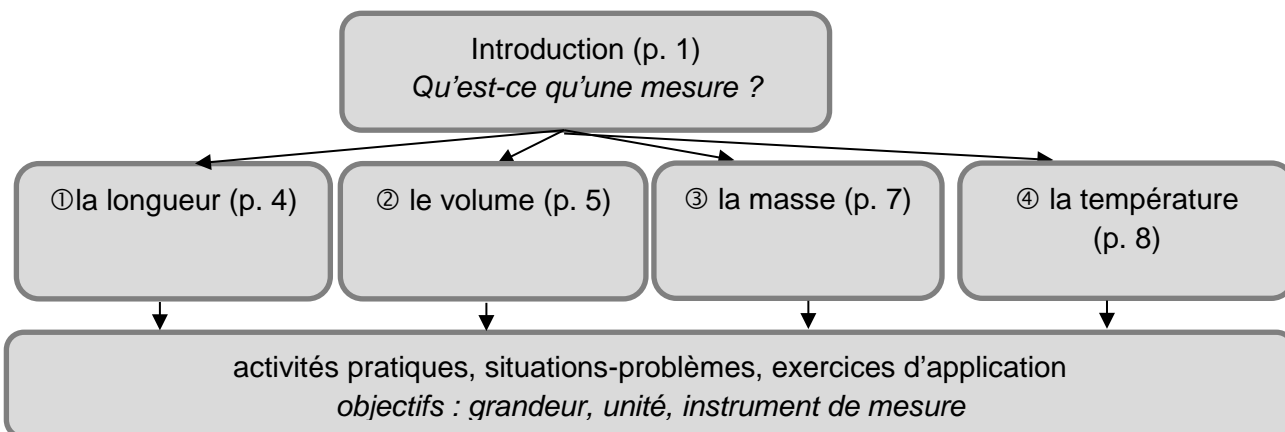 Introduction (p. 1)
Qu’est-ce qu’une mesure ?
①la longueur (p. 4)
② le volume (p. 5)
③ la masse (p. 7)
④ la température
(p. 8)
activités pratiques, situations-problèmes, exercices d’application
objectifs : grandeur, unité, instrument de mesure